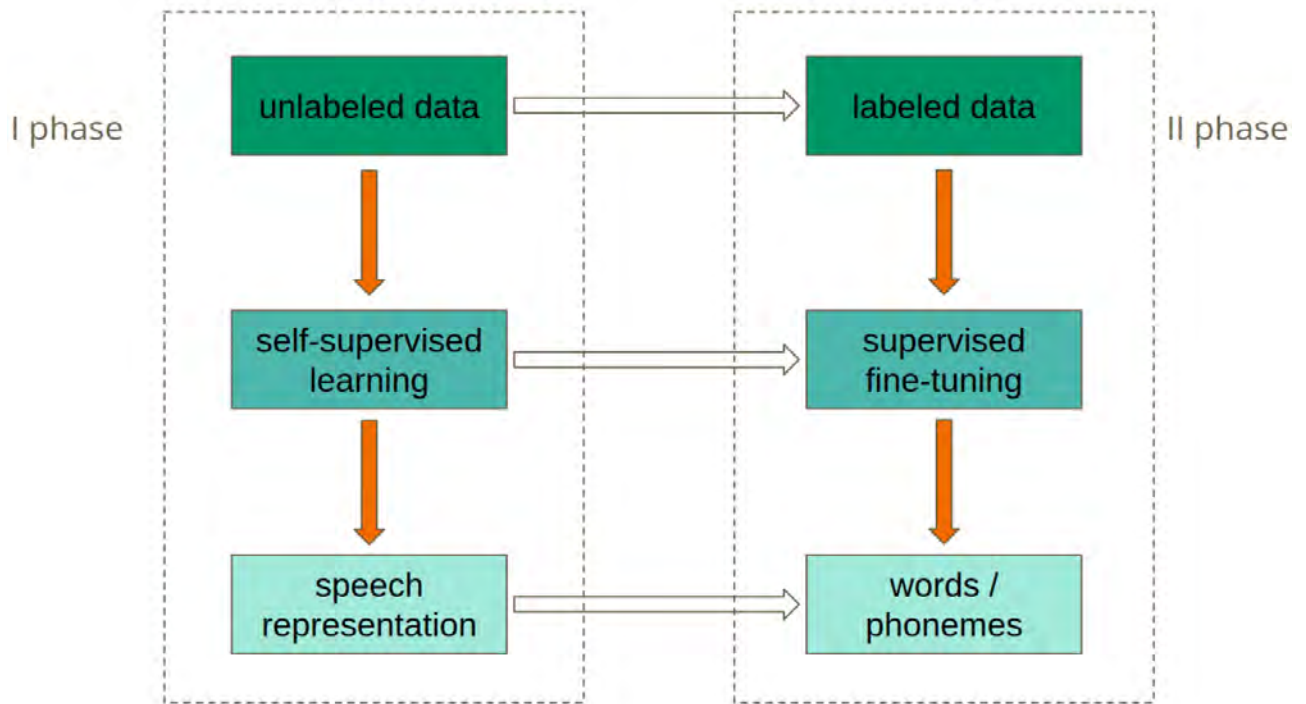 I phase
unlabeled data
self-supervised
learning
speech
representation
labeled data
supervised
fine-tuning
words /
phonemes
II phase